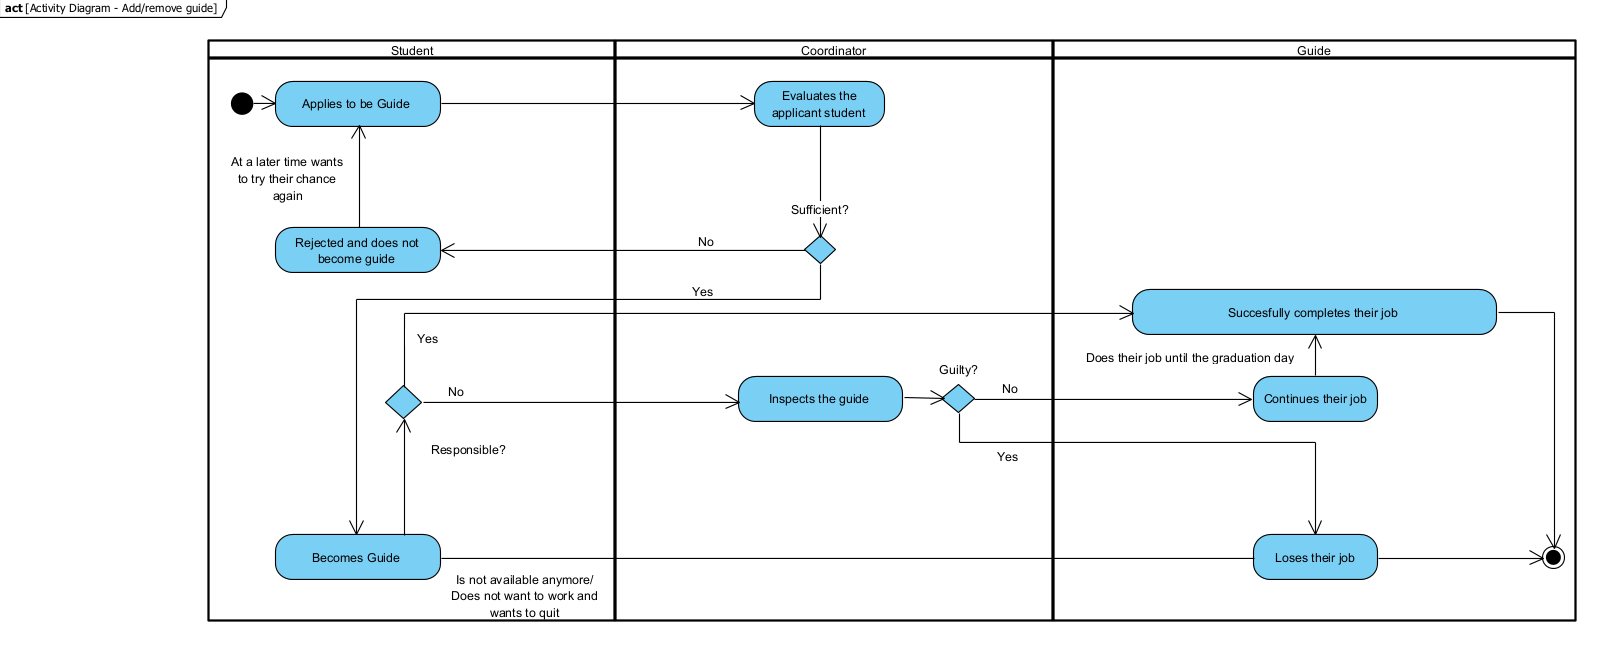 act [Activity Diagram - Add/remove guide]
Student
Coordinator
Guide
Applies to be Guide
Evaluates the
applicant student
At a later time wants
to try their chance
again
Sufficient?
Rejected and does not
become guide
No
Yes
Succesfully completes their job
Yes
Does their job until the graduation day
Guilty?
No
No
Inspects the guide
Continues their job
Responsible?
Yes
Becomes Guide
Loses their job
Is not available anymore/
Does not want to work and
wants to quit